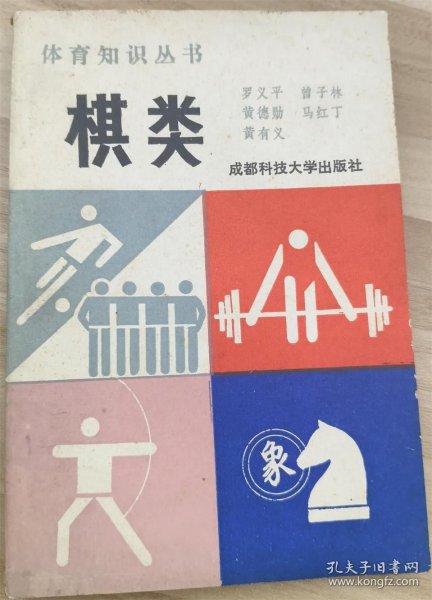 体育知识丛书
棋类
罗义平 曾子林
黄德勋 马红丁
黄有义
成都科技大学出版社
象
孔夫子旧书网
www.kongfz.com